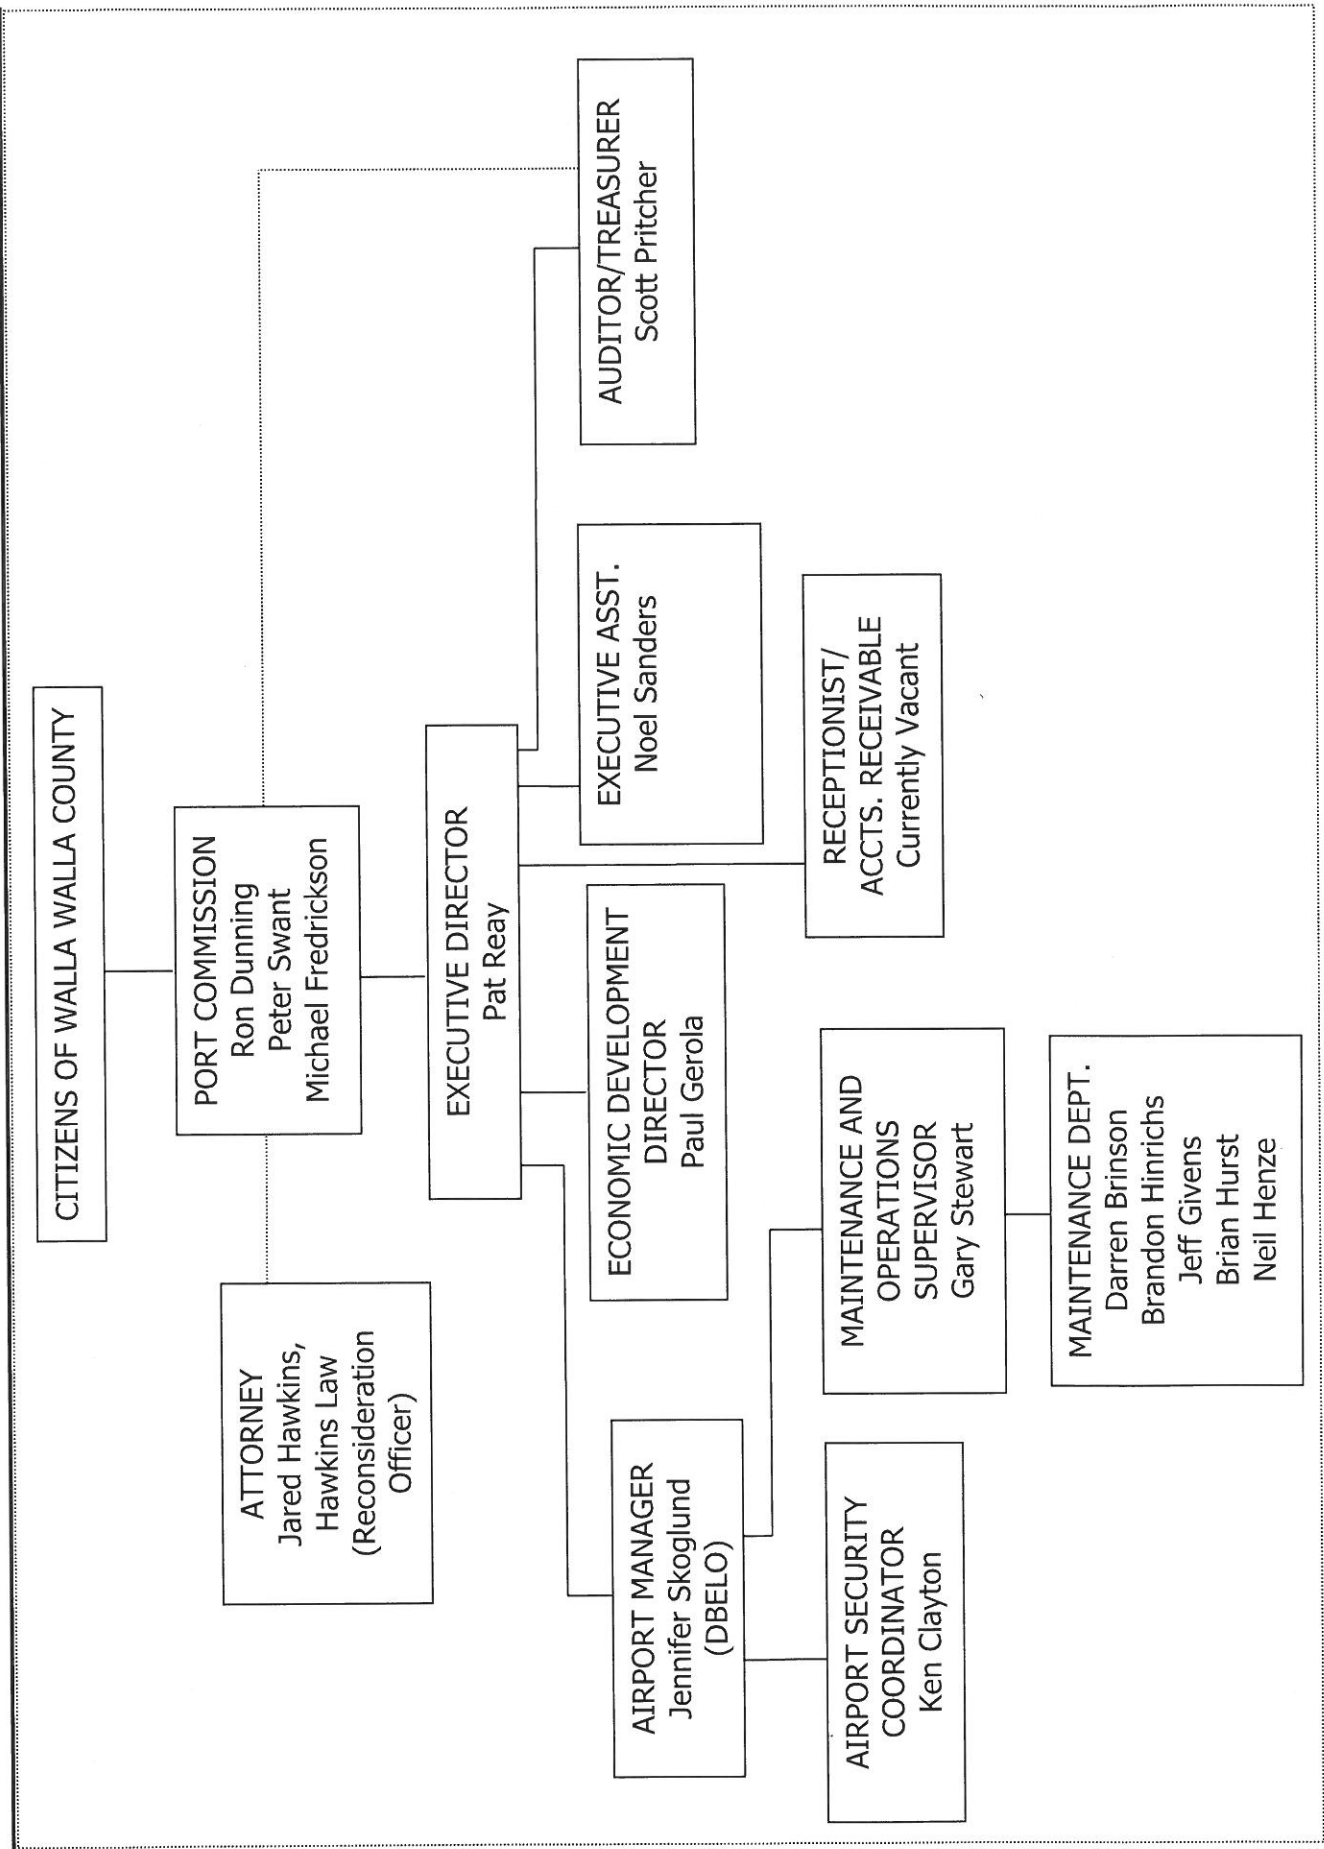 CITIZENS OF WALLA WALLA COUNTY
PORT COMMISSION
Ron Dunning
Peter Swant
Michael Fredrickson
ATTORNEY
Jared Hawkins,
Hawkins Law
(Reconsideration
Officer)
EXECUTIVE DIRECTOR
Pat Reay
AIRPORT MANAGER
Jennifer Skoglund
(DBELO)
ECONOMIC DEVELOPMENT
DIRECTOR
Paul Gerola
EXECUTIVE ASST.
Noel Sanders
AUDITOR/TREASURER
Scott Pritcher
AIRPORT SECURITY
COORDINATOR
Ken Clayton
MAINTENANCE AND
OPERATIONS
SUPERVISOR
Gary Stewart
RECEPTIONIST/
ACCTS. RECEIVABLE
Currently Vacant
MAINTENANCE DEPT.
Darren Brinson
Brandon Hinrichs
Jeff Givens
Brian Hurst
Neil Henze